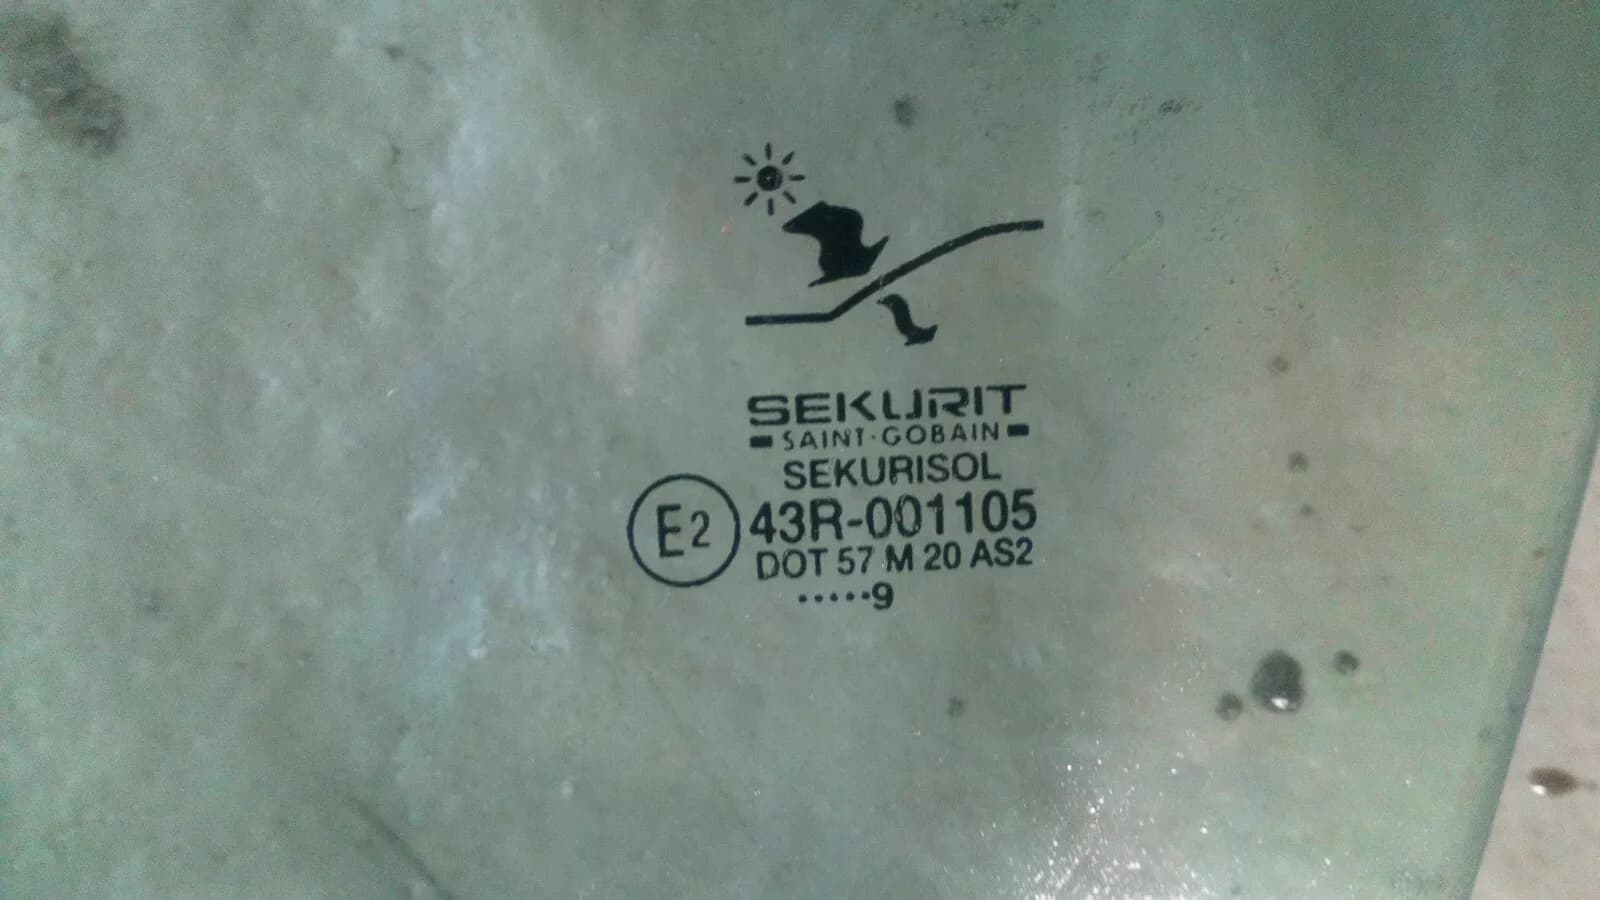 SEKURIT
SAINT-GOBAIN
SEKURISOL
E2 43R-001105
DOT 57 M 20 AS2
.....9